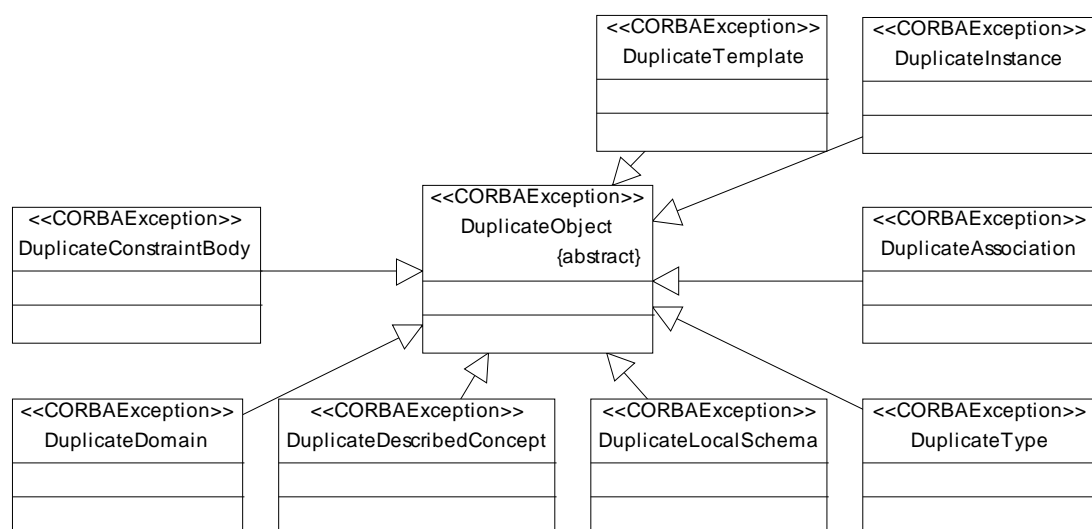 <<CORBAException>>
DuplicateTemplate
<<CORBAException>>
DuplicateInstance
<<CORBAException>>
DuplicateObject
{abstract}
<<CORBAException>>
DuplicateConstraintBody
<<CORBAException>>
DuplicateAssociation
<<CORBAException>>
DuplicateDomain
<<CORBAException>>
DuplicateDescribedConcept
<<CORBAException>>
DuplicateLocalSchema
<<CORBAException>>
DuplicateType